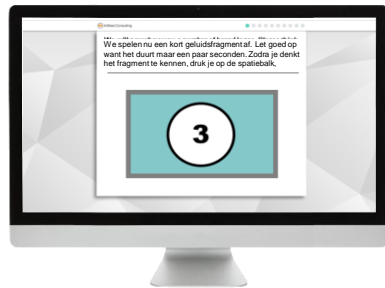 We spelen nu een kort geluidsfragment af. Let goed op
want het duurt maar een paar seconden. Zodra je denkt
het fragment te kennen, druk je op de spatiebalk,
3